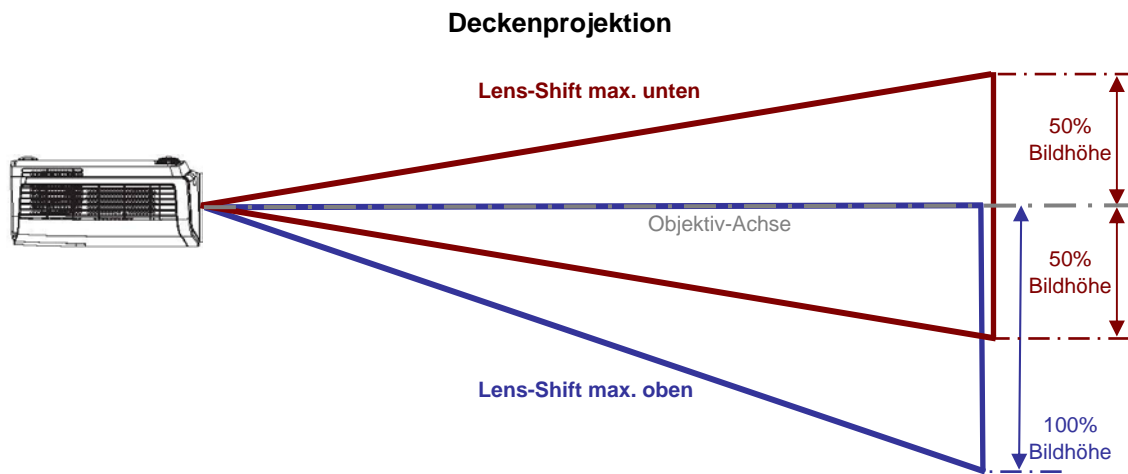 Deckenprojektion
Lens-Shift max. unten
50%
Bildhöhe
Objektiv-Achse
50%
Bildhöhe
Lens-Shift max. oben
100%
Bildhöhe